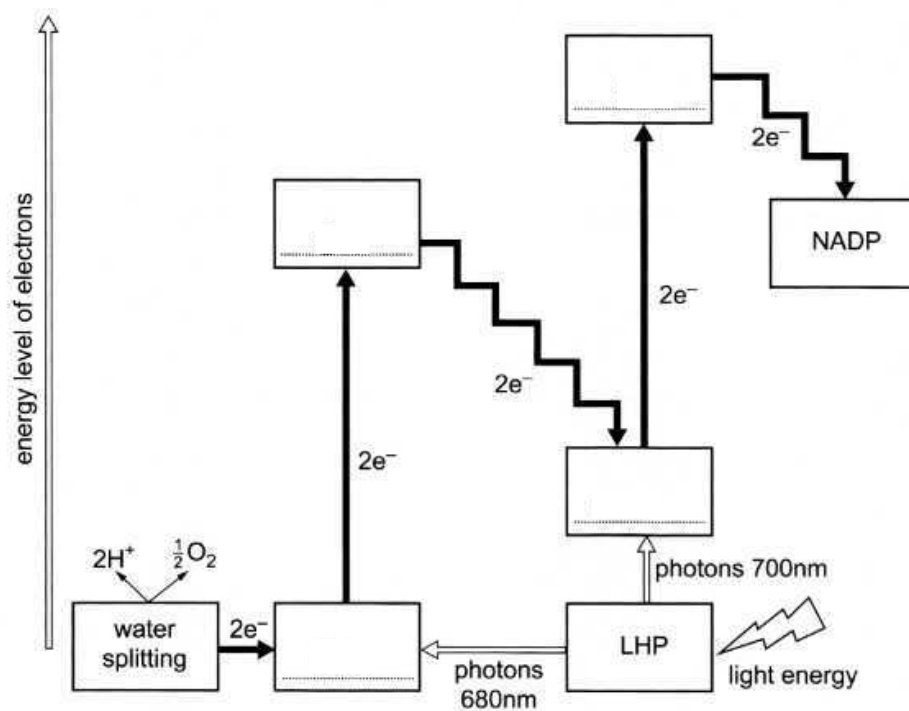 energy level of electrons
2e⁻
NADP
2e⁻
2e⁻
2e⁻
2H⁺
½O₂
photons 700nm
water
splitting
2e⁻
LHP
photons
680nm
light energy